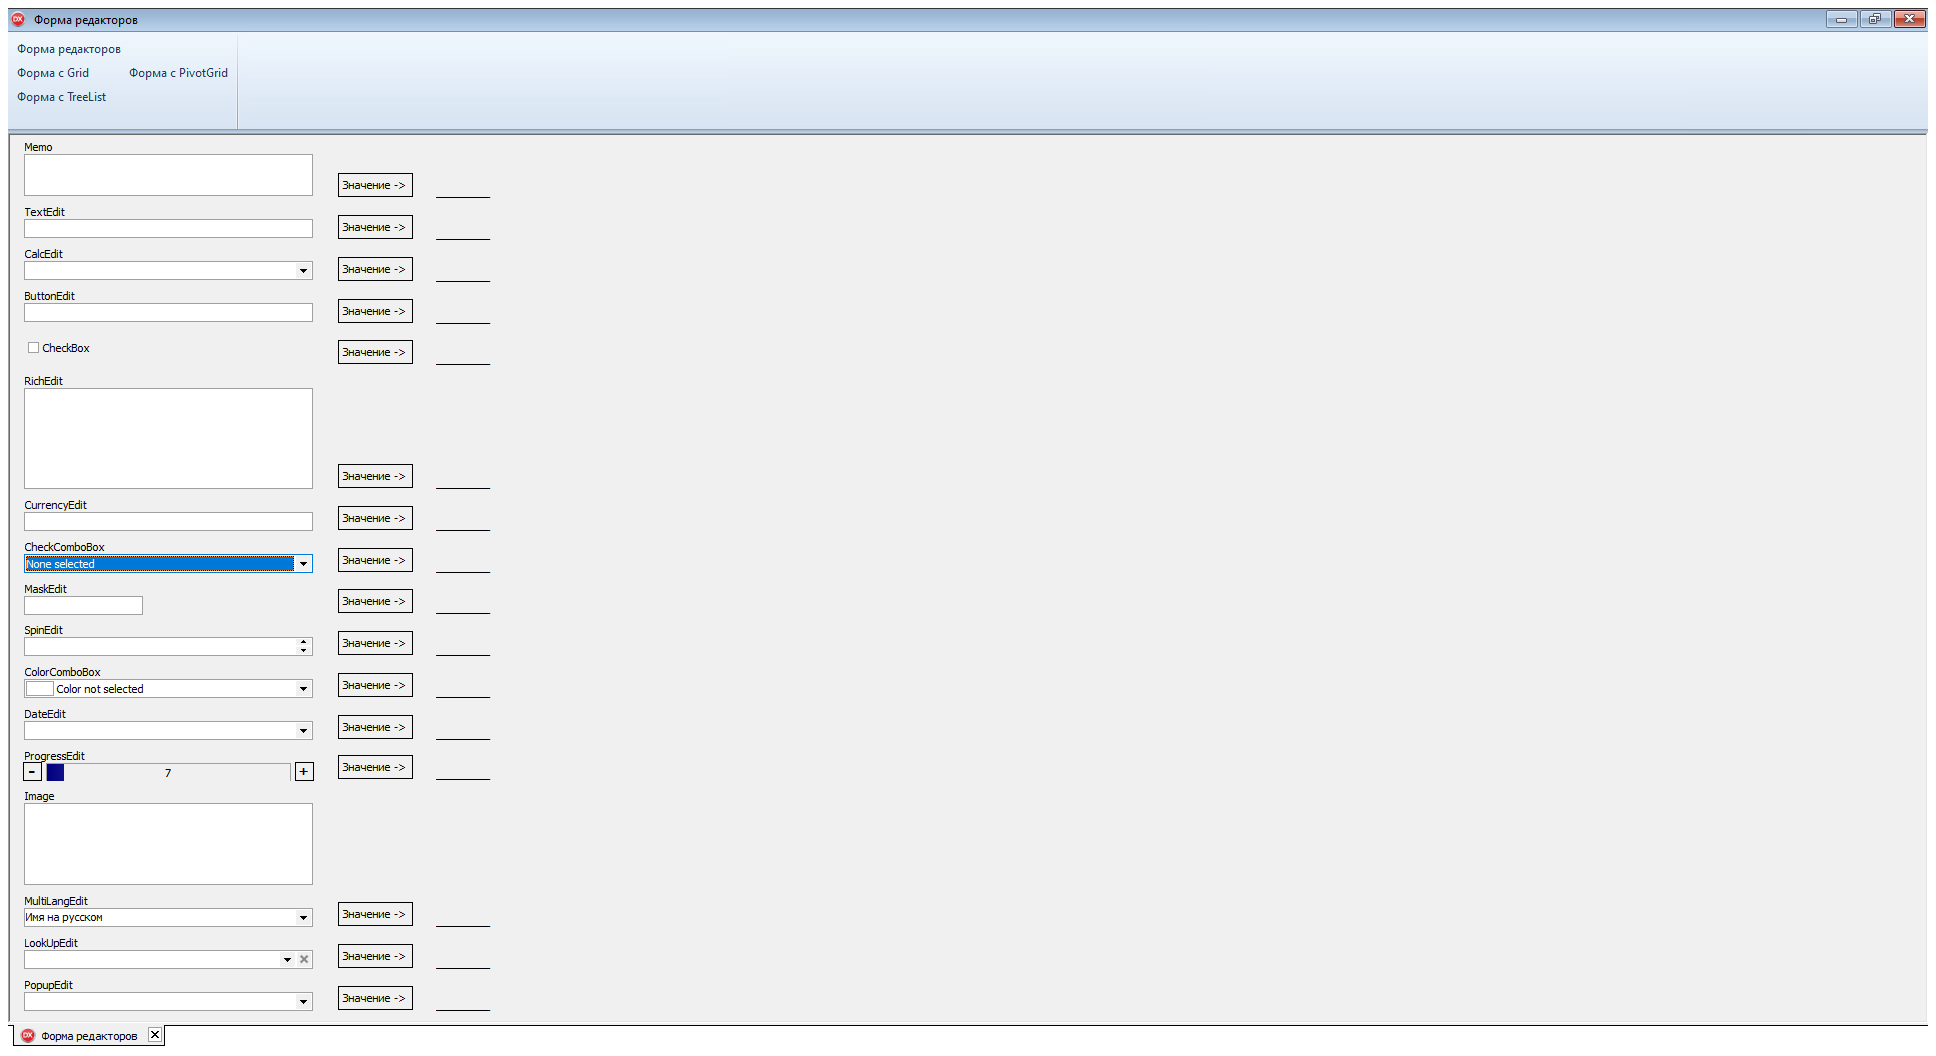 Форма редакторов
Форма редакторов
Форма с Grid Форма с PivotGrid
Форма с TreeList
Memo
Значение ->
TextEdit
Значение ->
CalcEdit
Значение ->
ButtonEdit
Значение ->
CheckBox
Значение ->
RichEdit
Значение ->
CurrencyEdit
Значение ->
CheckComboBox
None selected
Значение ->
MaskEdit
Значение ->
SpinEdit
Значение ->
ColorComboBox
Color not selected
Значение ->
DateEdit
Значение ->
ProgressEdit
- 7 +
Значение ->
Image
MultiLangEdit
Имя на русском
Значение ->
LookUpEdit
Значение ->
PopupEdit
Значение ->
DX Форма редакторов